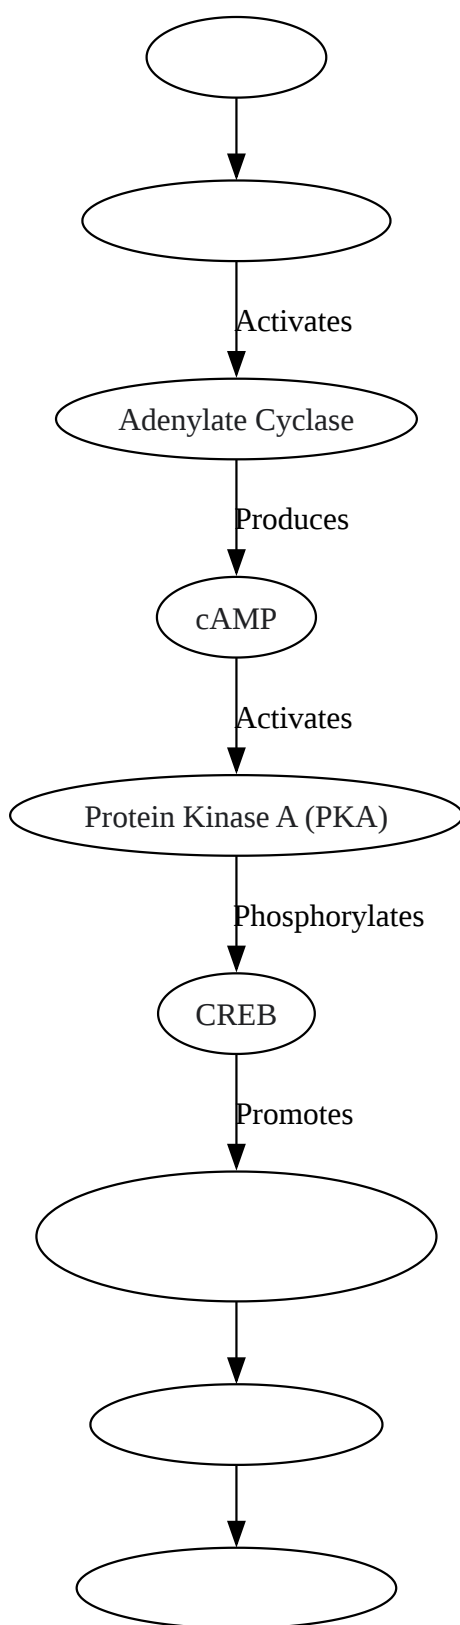 Activates
Adenylate Cyclase
Produces
cAMP
Activates
Protein Kinase A (PKA)
Phosphorylates
CREB
Promotes